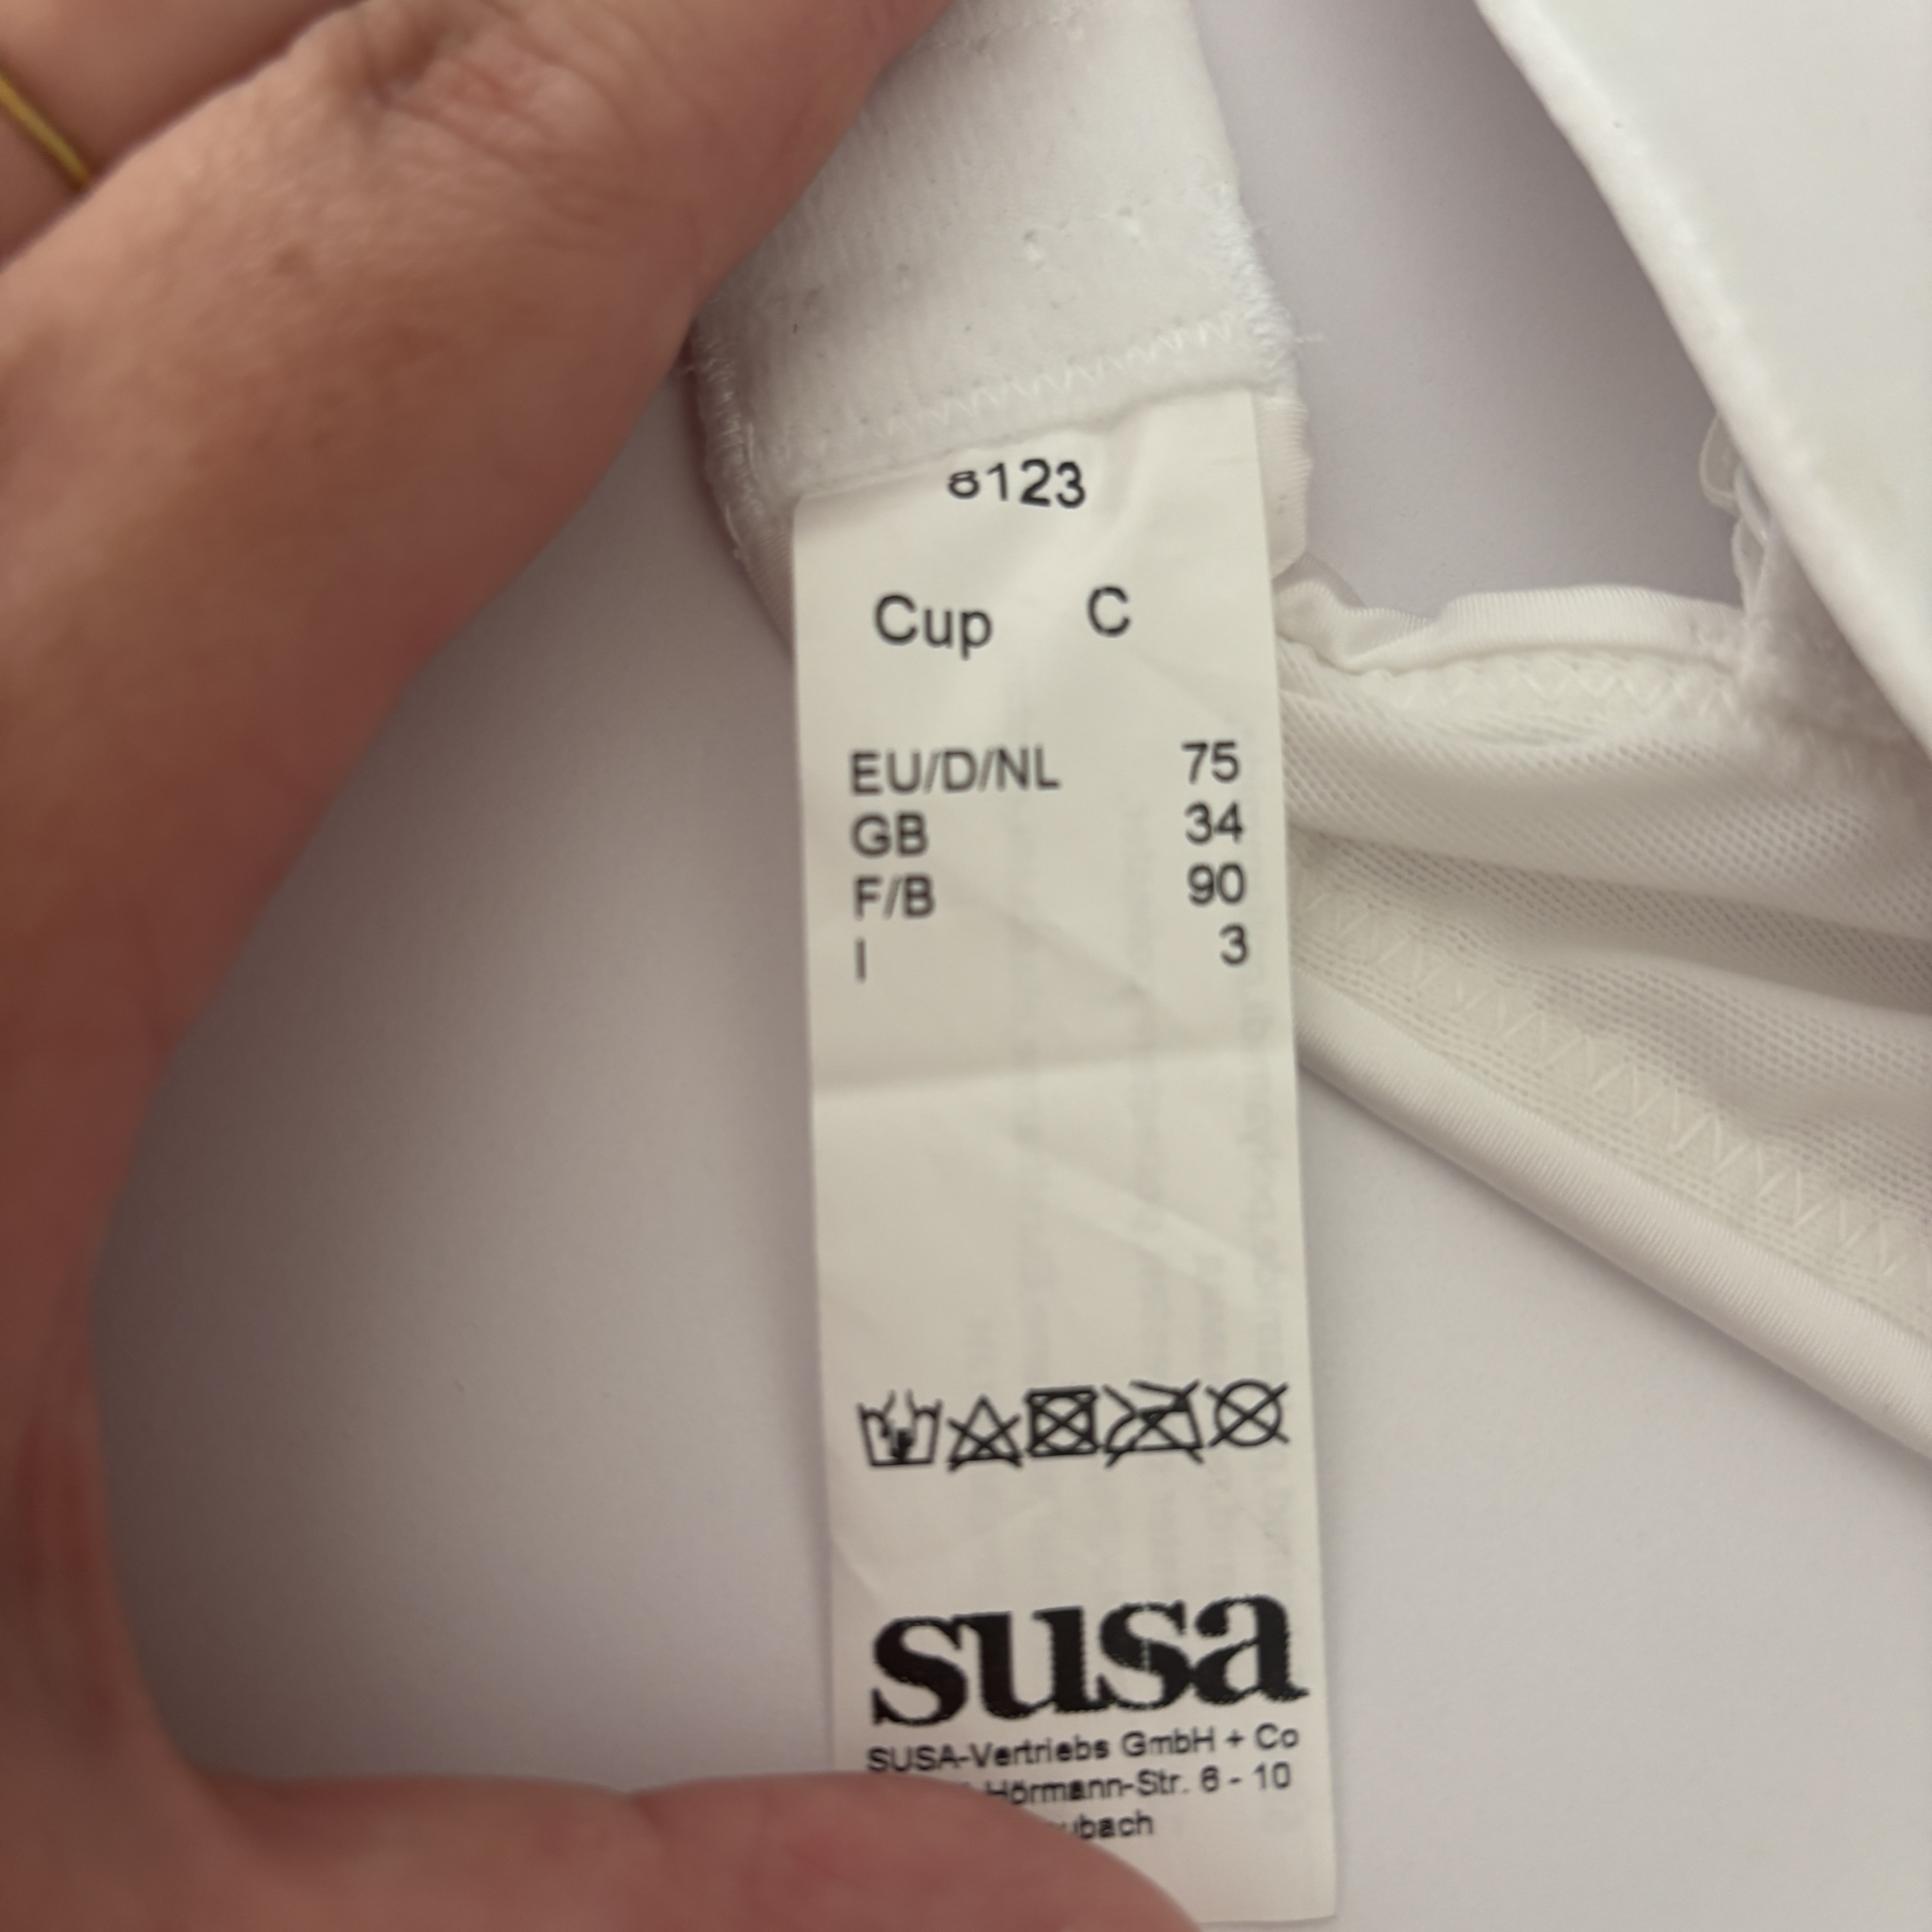 8123
Cup C
EU/D/NL 75
GB 34
F/B 90
I 3
susa
SUSA-Vertriebs GmbH + Co
Hörmann-Str. 6 - 10